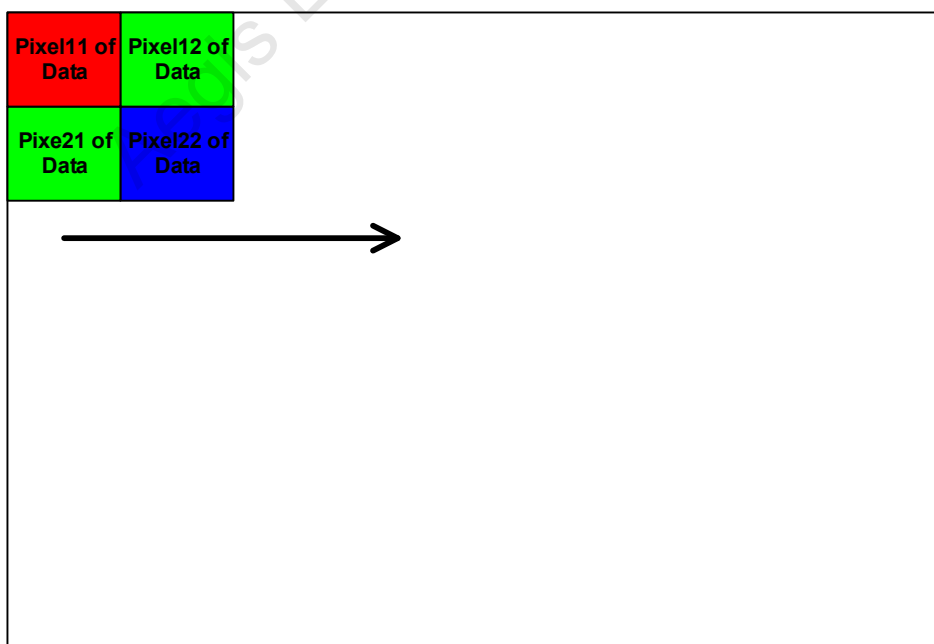 Pixel11 of
Data
Pixel12 of
Data
Pixe21 of
Data
Pixel22 of
Data